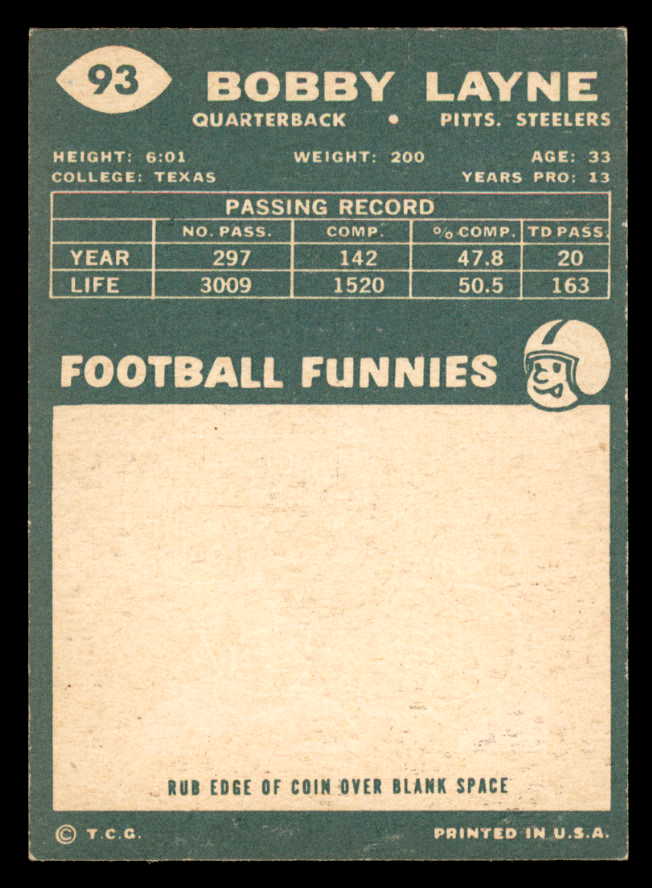 93
BOBBY LAYNE
QUARTERBACK • PITTS. STEELERS
HEIGHT: 6:01 WEIGHT: 200 AGE: 33
COLLEGE: TEXAS YEARS PRO: 13
PASSING RECORD
NO. PASS. COMP. % COMP. TD PASS.
YEAR 297 142 47.8 20
LIFE 3009 1520 50.5 163
FOOTBALL FUNNIES
RUB EDGE OF COIN OVER BLANK SPACE
© T.C.G. PRINTED IN U.S.A.